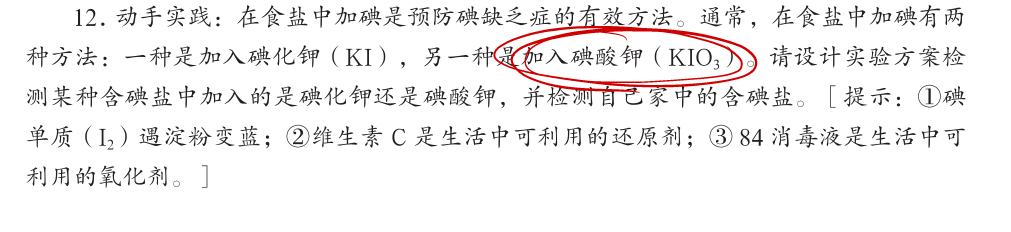 12. 动手实践：在食盐中加碘是预防碘缺乏症的有效方法。通常，在食盐中加碘有两
种方法：一种是加入碘化钾（KI），另一种是加入碘酸钾（KIO₃）。请设计实验方案检
测某种含碘盐中加入的是碘化钾还是碘酸钾，并检测自己家中的含碘盐。［提示：①碘
单质（I₂）遇淀粉变蓝；②维生素 C 是生活中可利用的还原剂；③ 84 消毒液是生活中可
利用的氧化剂。］